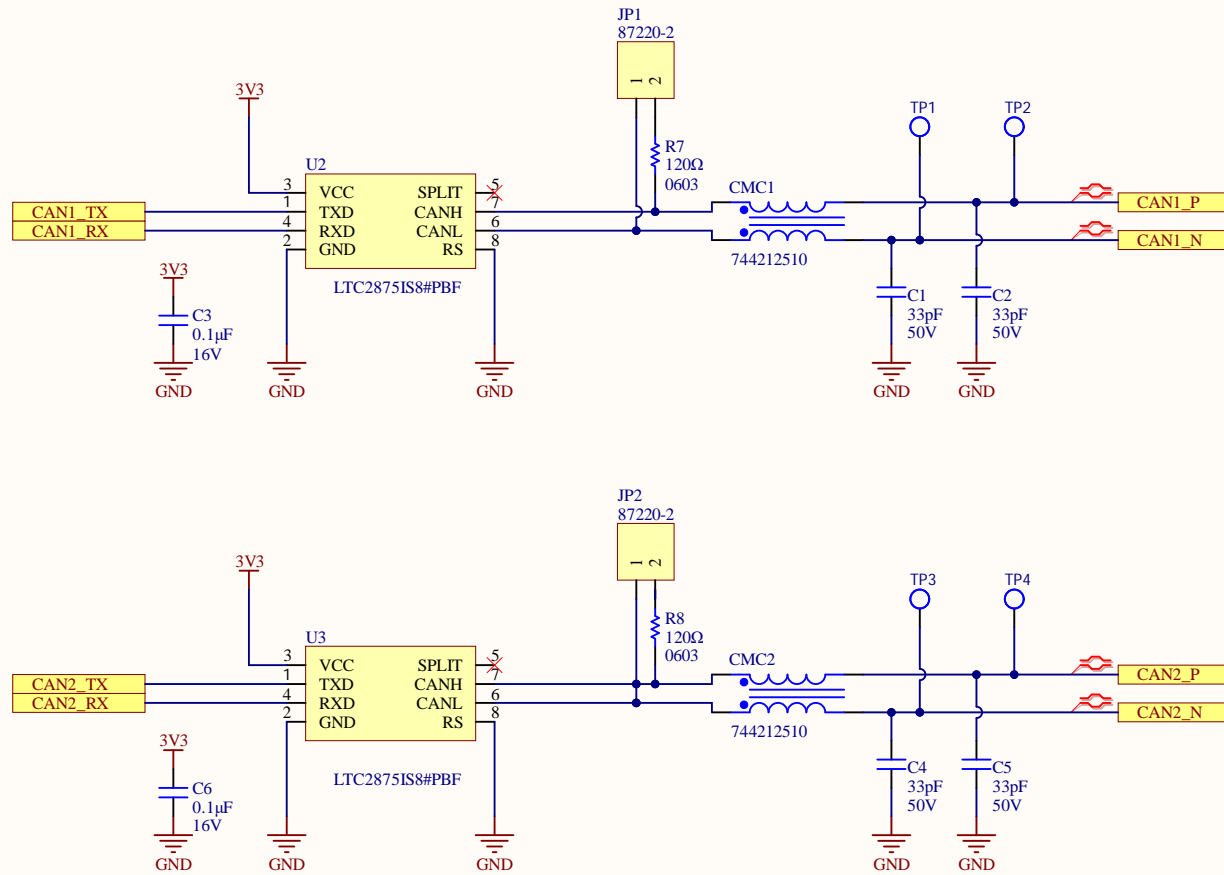 JP1
87220-2
1
2
3V3
TP1
TP2
R7
120Ω
0603
U2
CMC1
3
VCC
SPLIT
5
1
TXD
CANH
7
4
RXD
CANL
6
2
GND
RS
8
CAN1_TX
CAN1_RX
CAN1_P
CAN1_N
744212510
LTC2875IS8#PBF
3V3
C3
0.1µF
16V
C1
33pF
50V
C2
33pF
50V
GND
GND
GND
GND
GND
JP2
87220-2
1
2
3V3
TP3
TP4
R8
120Ω
0603
U3
CMC2
3
VCC
SPLIT
5
1
TXD
CANH
7
4
RXD
CANL
6
2
GND
RS
8
CAN2_TX
CAN2_RX
CAN2_P
CAN2_N
744212510
LTC2875IS8#PBF
3V3
C6
0.1µF
16V
C4
33pF
50V
C5
33pF
50V
GND
GND
GND
GND
GND